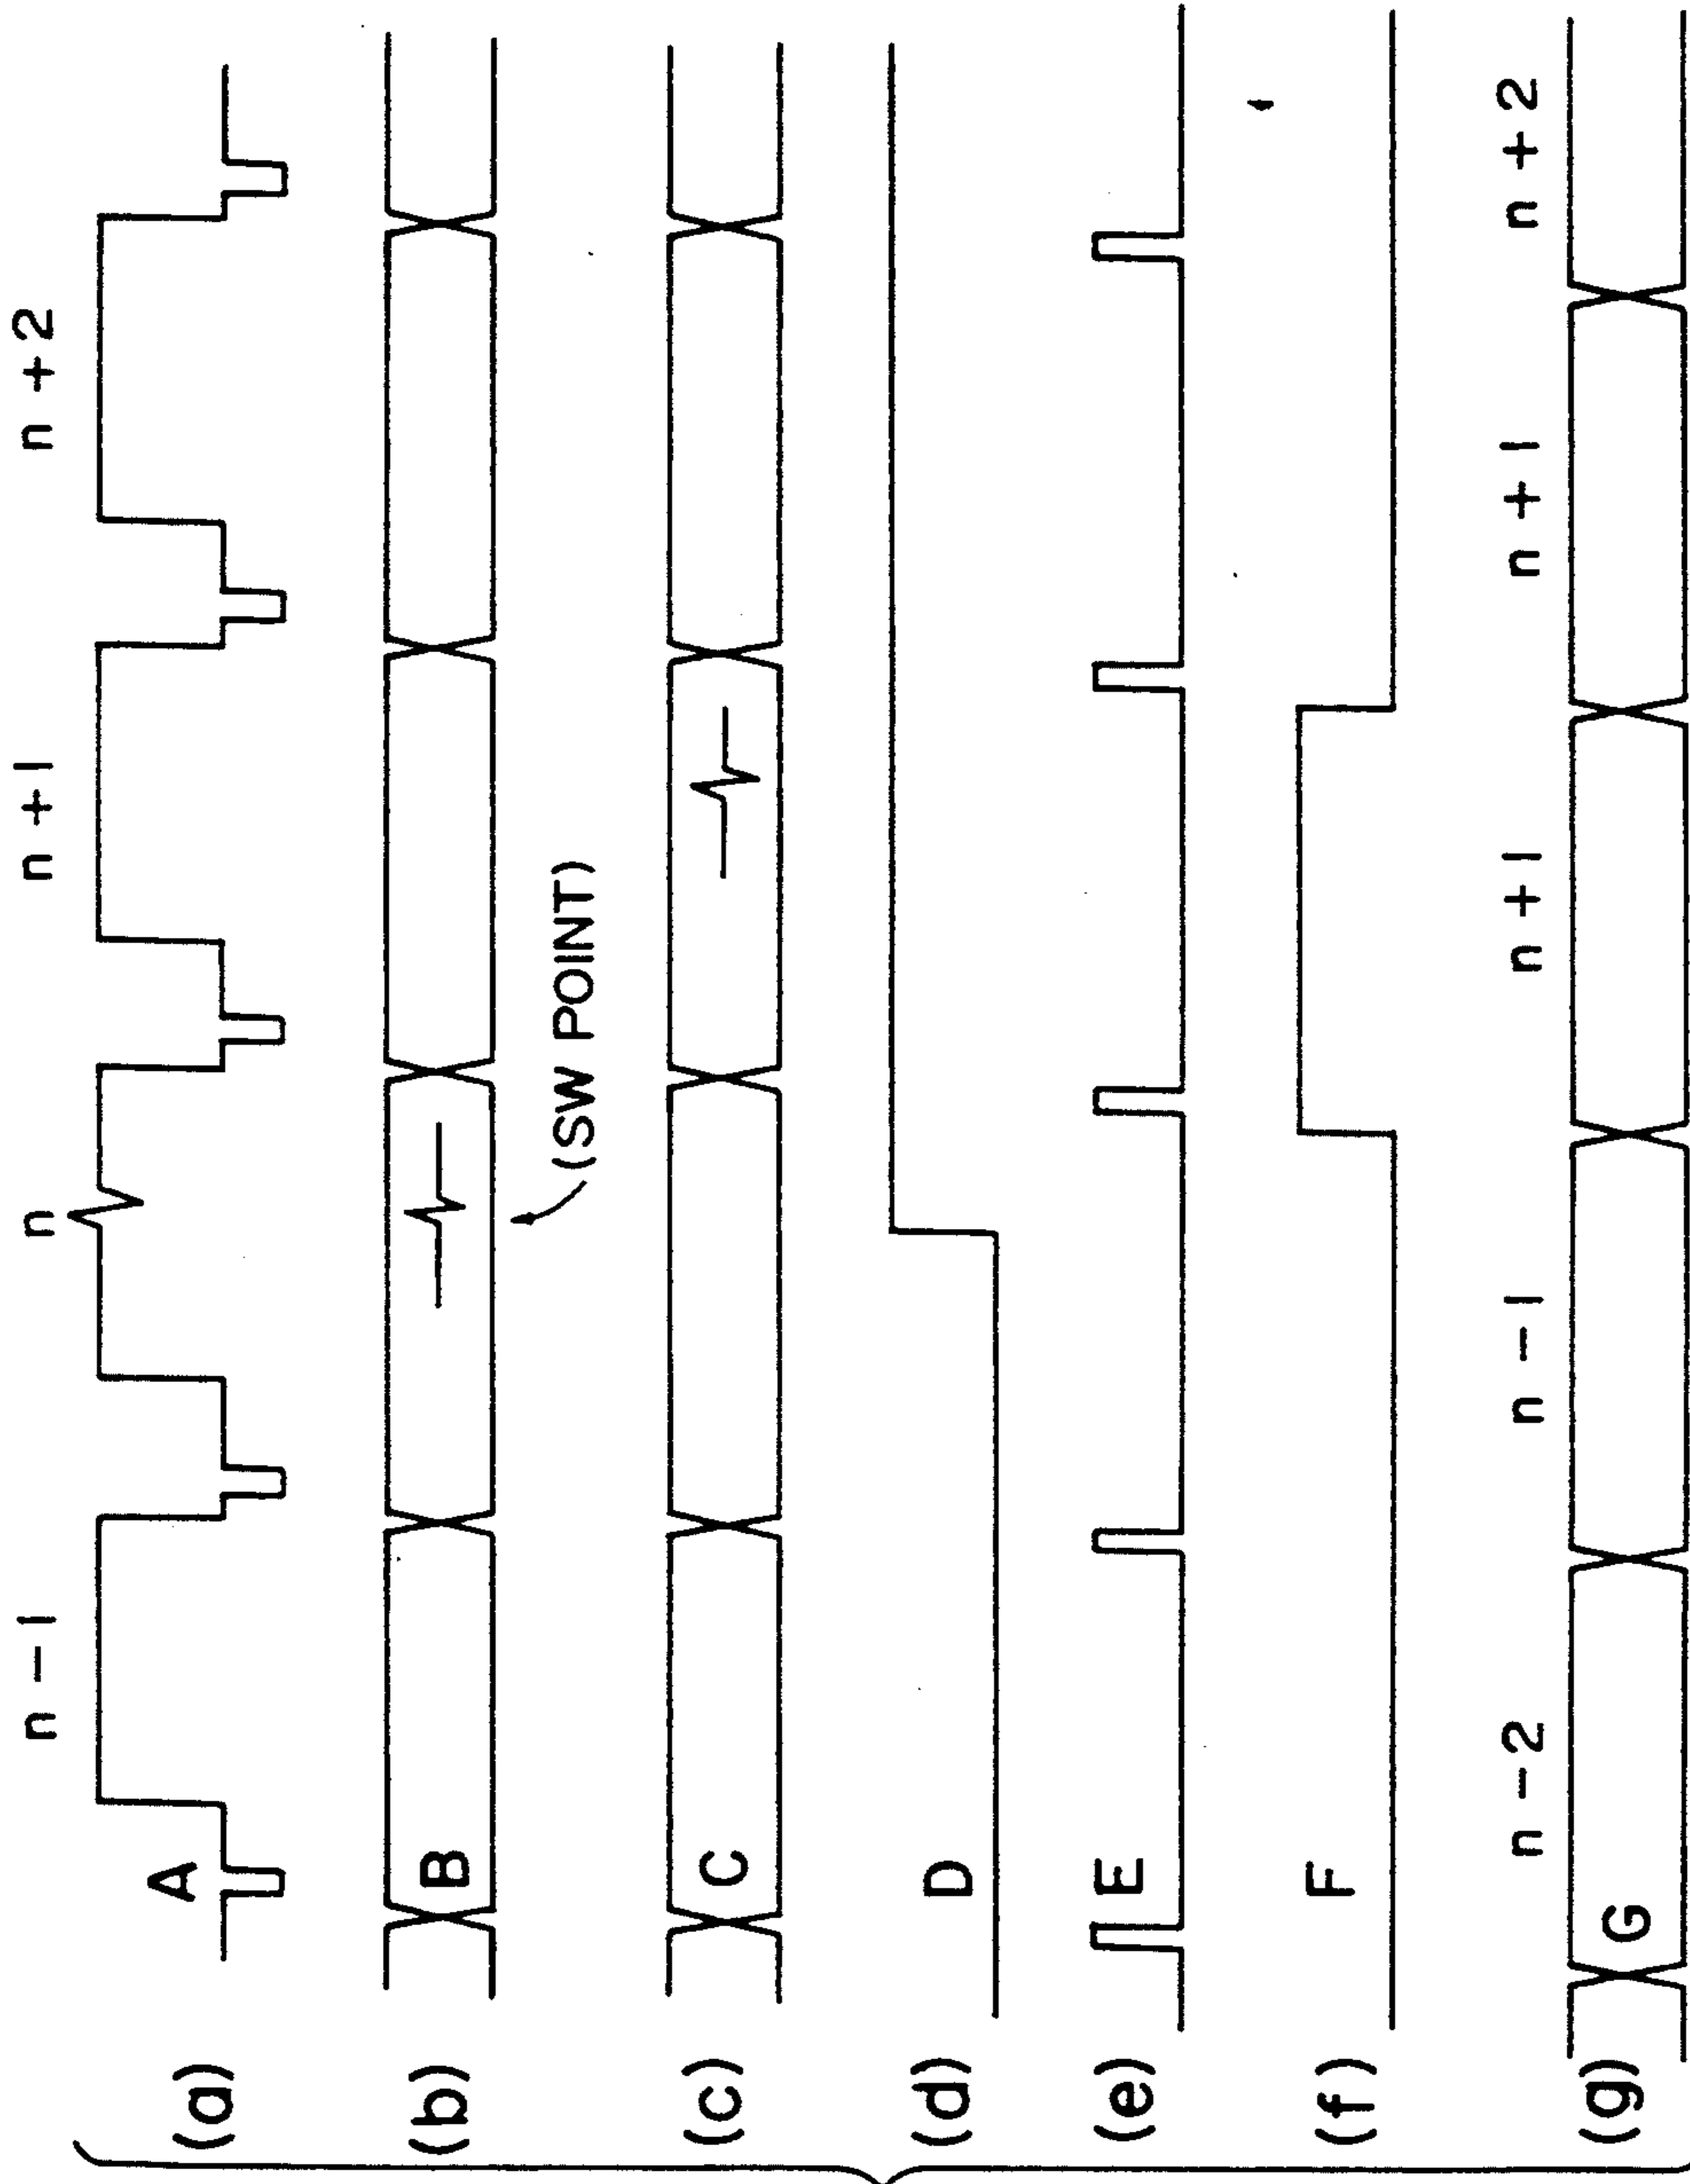 n – 1 n n + 1 n + 2
(a) A
(b) B
(SW POINT)
(c) C
(d) D
(e) E
(f) F
n – 2 n – 1 n + 1 n + 1 n + 2
(g) G